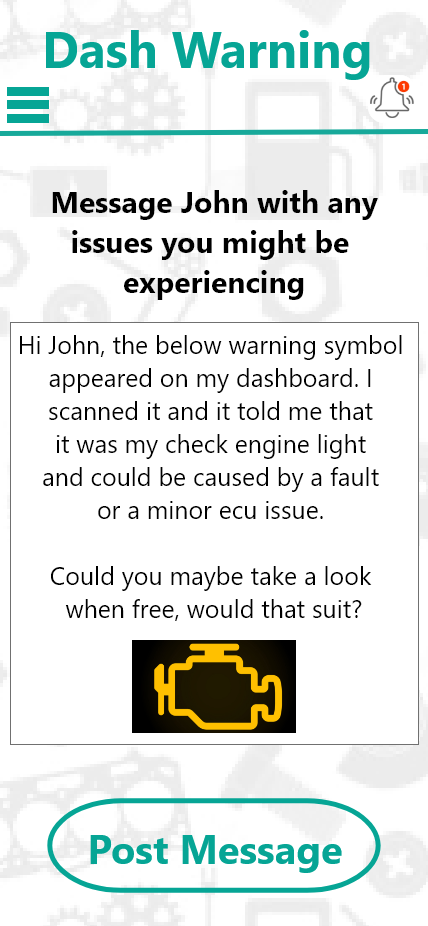 Dash Warning
1
Message John with any
issues you might be
experiencing
Hi John, the below warning symbol
appeared on my dashboard. I
scanned it and it told me that
it was my check engine light
and could be caused by a fault
or a minor ecu issue.
Could you maybe take a look
when free, would that suit?
Post Message